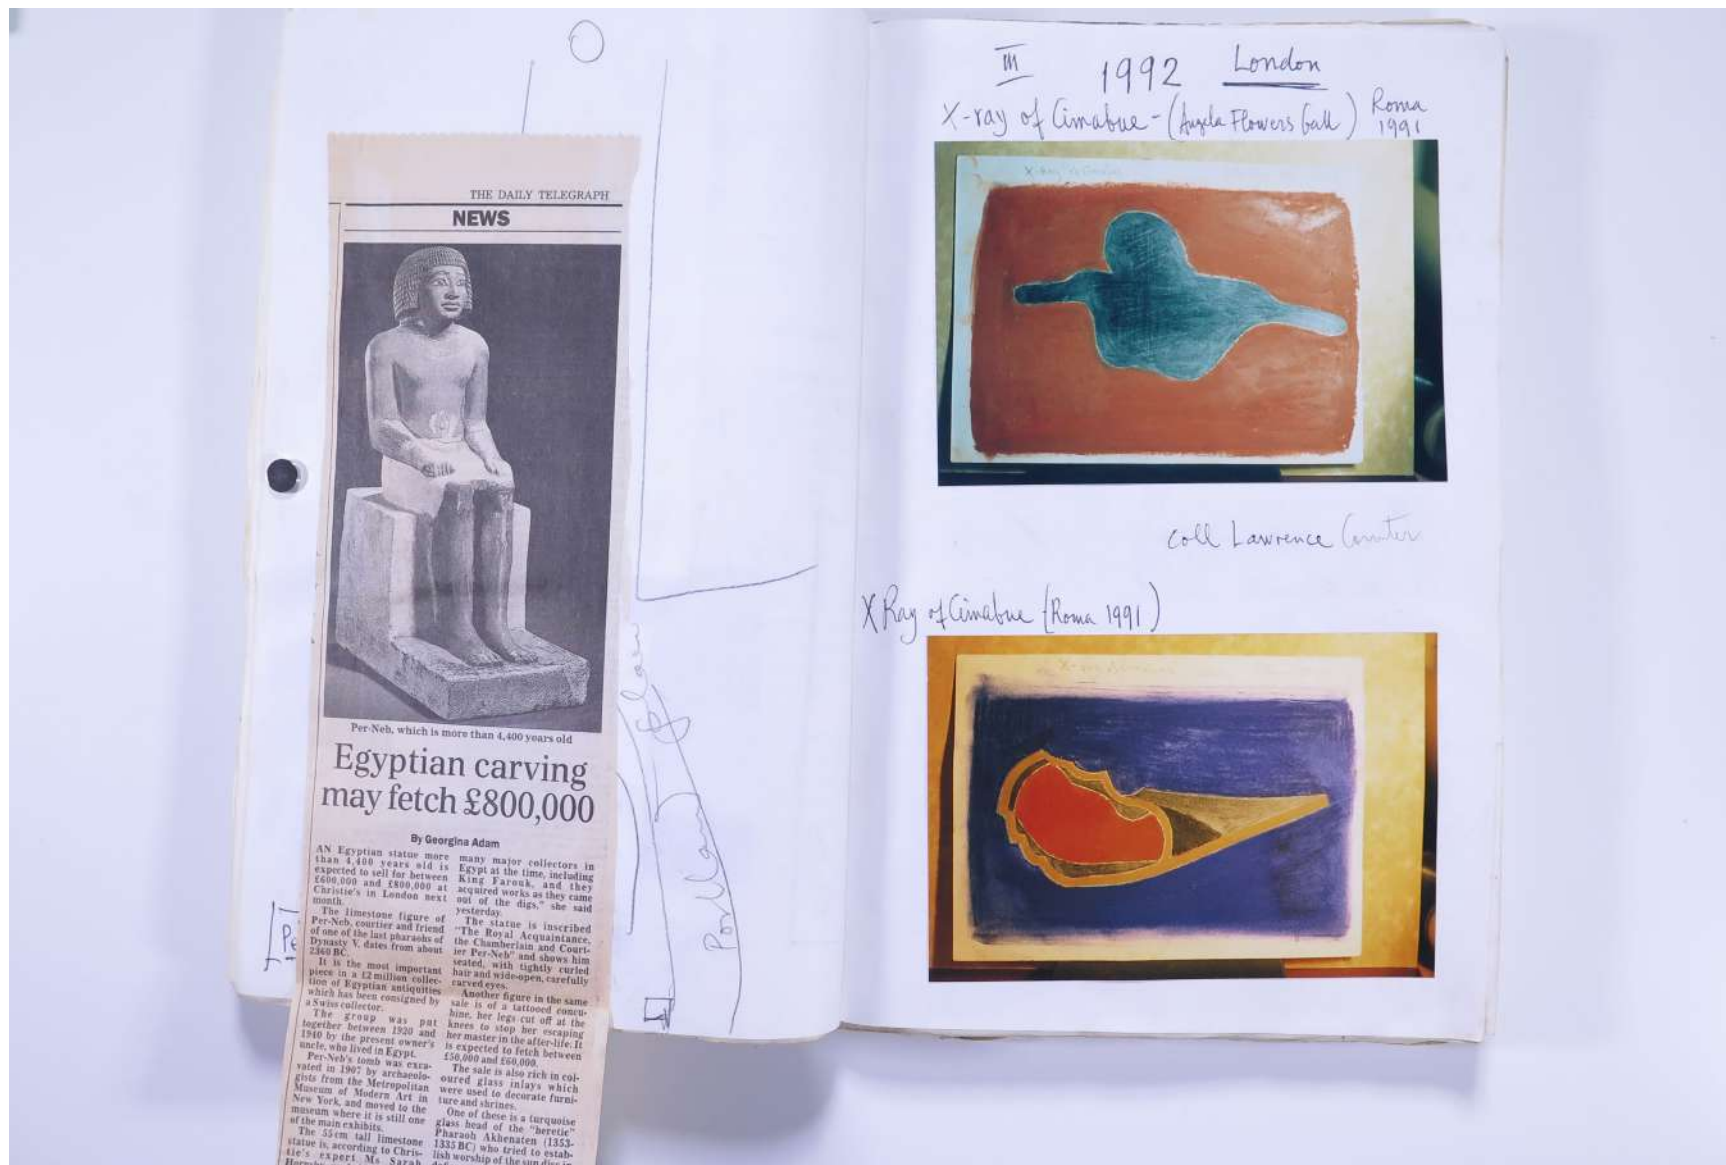 THE DAILY TELEGRAPH
NEWS
Per-Neb, which is more than 4,400 years old
Egyptian carving
may fetch £800,000
By Georgina Adam
AN Egyptian statue more
than 4,400 years old is
expected to sell for between
£600,000 and £800,000 at
Christie's in London next
month.
The limestone figure of
Per-Neb, courtier and friend
of one of the last pharaohs of
Dynasty V, dates from about
2360 BC.
It is the most important
piece in a £2 million collec-
tion of Egyptian antiquities
which has been consigned by
a Swiss collector.
The group was put
together between 1920 and
1940 by the present owner's
uncle, who lived in Egypt.
Per-Neb's tomb was exca-
vated in 1907 by archaeolo-
gists from the Metropolitan
Museum of Modern Art in
New York, and moved to the
museum where it is still one
of the main exhibits.
The 55cm tall limestone
statue is, according to Chris-
tie's expert Ms Sarah
many major collectors in
Egypt at the time, including
King Farouk, and they
acquired works as they came
out of the digs," she said
yesterday.
The statue is inscribed
"The Royal Acquaintance,
the Chamberlain and Court-
ier Per-Neb" and shows him
seated, with tightly curled
hair and wide-open, carefully
carved eyes.
Another figure in the same
sale is of a tattooed concu-
bine, her legs cut off at the
knees to stop her escaping
her master in the after-life. It
is expected to fetch between
£50,000 and £60,000.
The sale is also rich in col-
oured glass inlays which
were used to decorate furni-
ture and shrines.
One of these is a turquoise
glass head of the "heretic"
Pharaoh Akhenaten (1353-
1335 BC) who tried to estab-
lish worship of the sun disc in
Pe
III 1992 London
X-ray of Cimabue - (Angela Flowers Gall) Roma
1991
coll Lawrence
X Ray of Cimabue (Roma 1991)